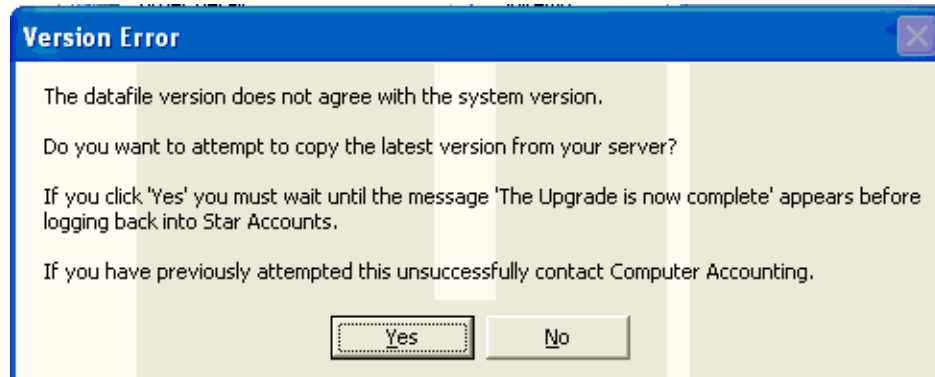 Version Error
The datafile version does not agree with the system version.
Do you want to attempt to copy the latest version from your server?
If you click 'Yes' you must wait until the message 'The Upgrade is now complete' appears before
logging back into Star Accounts.
If you have previously attempted this unsuccessfully contact Computer Accounting.
Yes
No